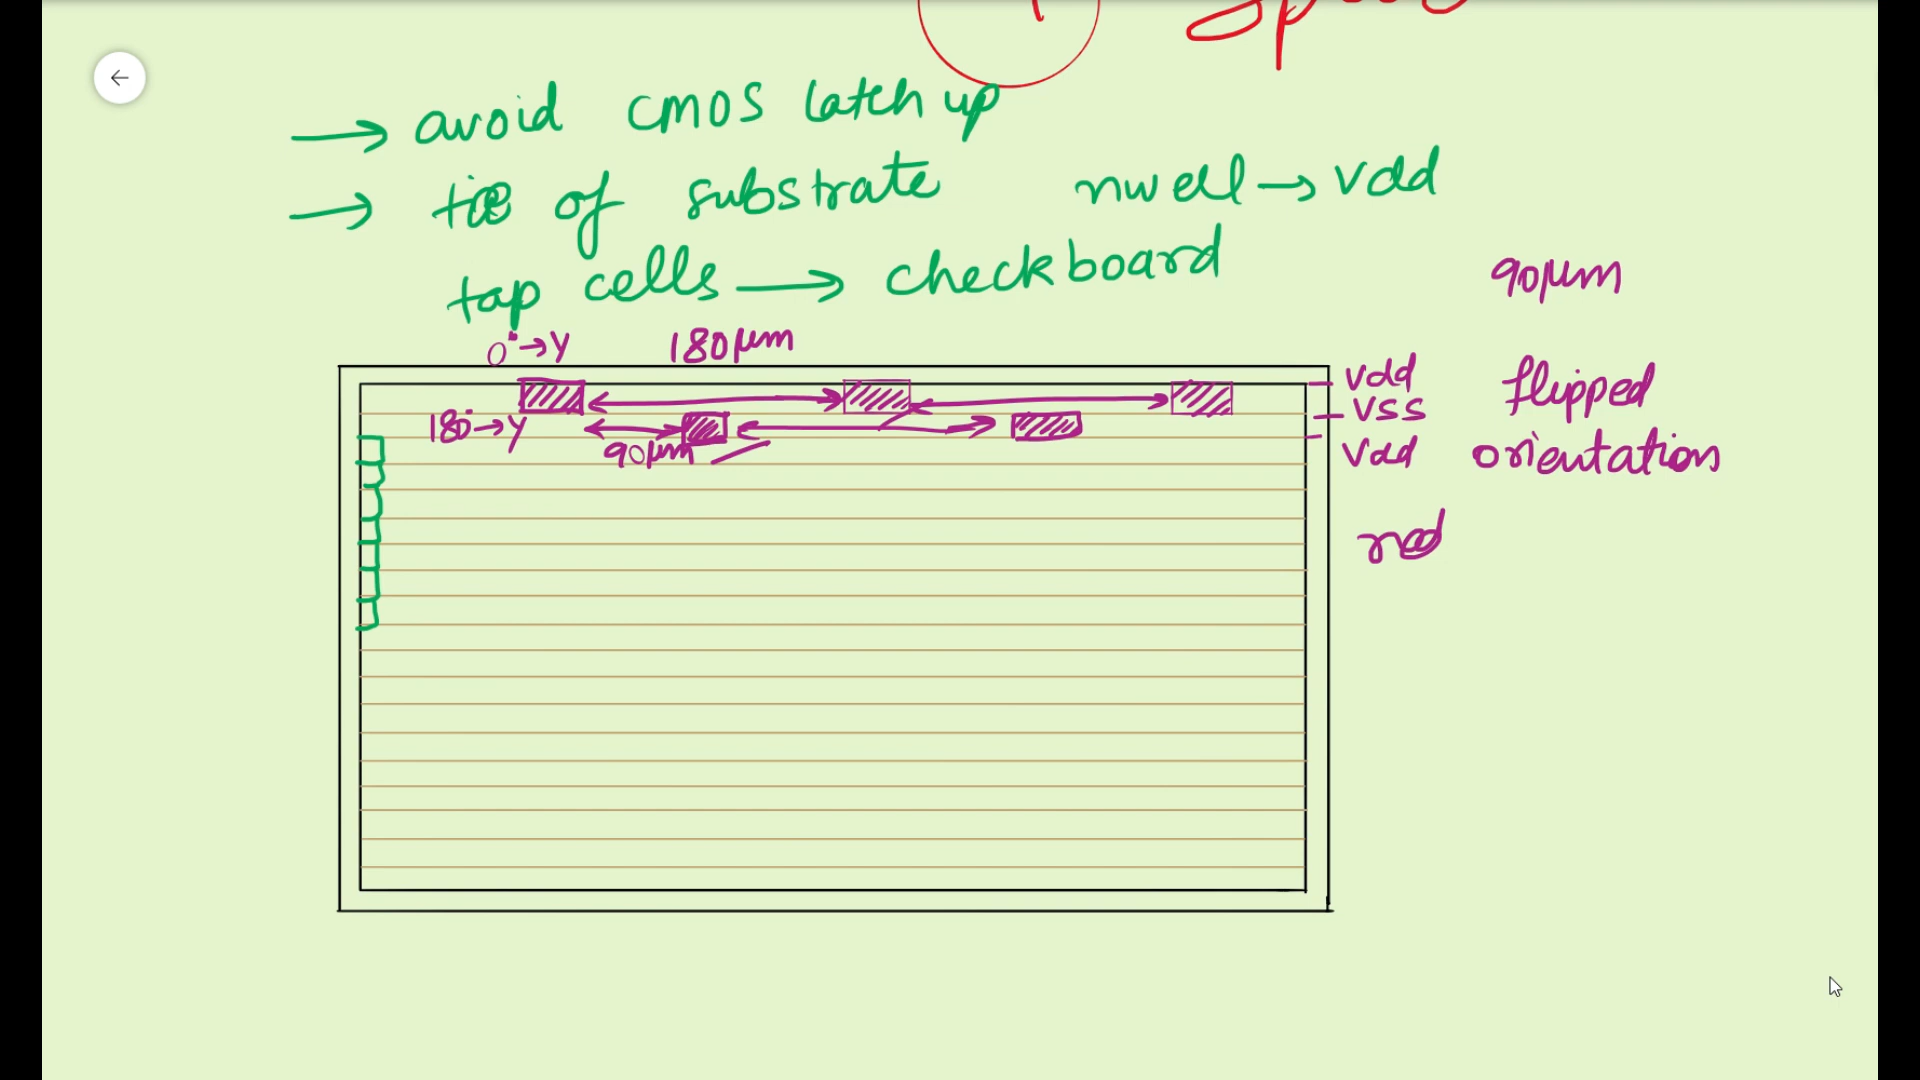 → avoid CMOS latch up
→ tie of substrate nwell → vdd
tap cells → checkboard
90μm
0° → Y 180μm
Vdd flipped
VSS
180 → Y
90μm
Vdd orientation